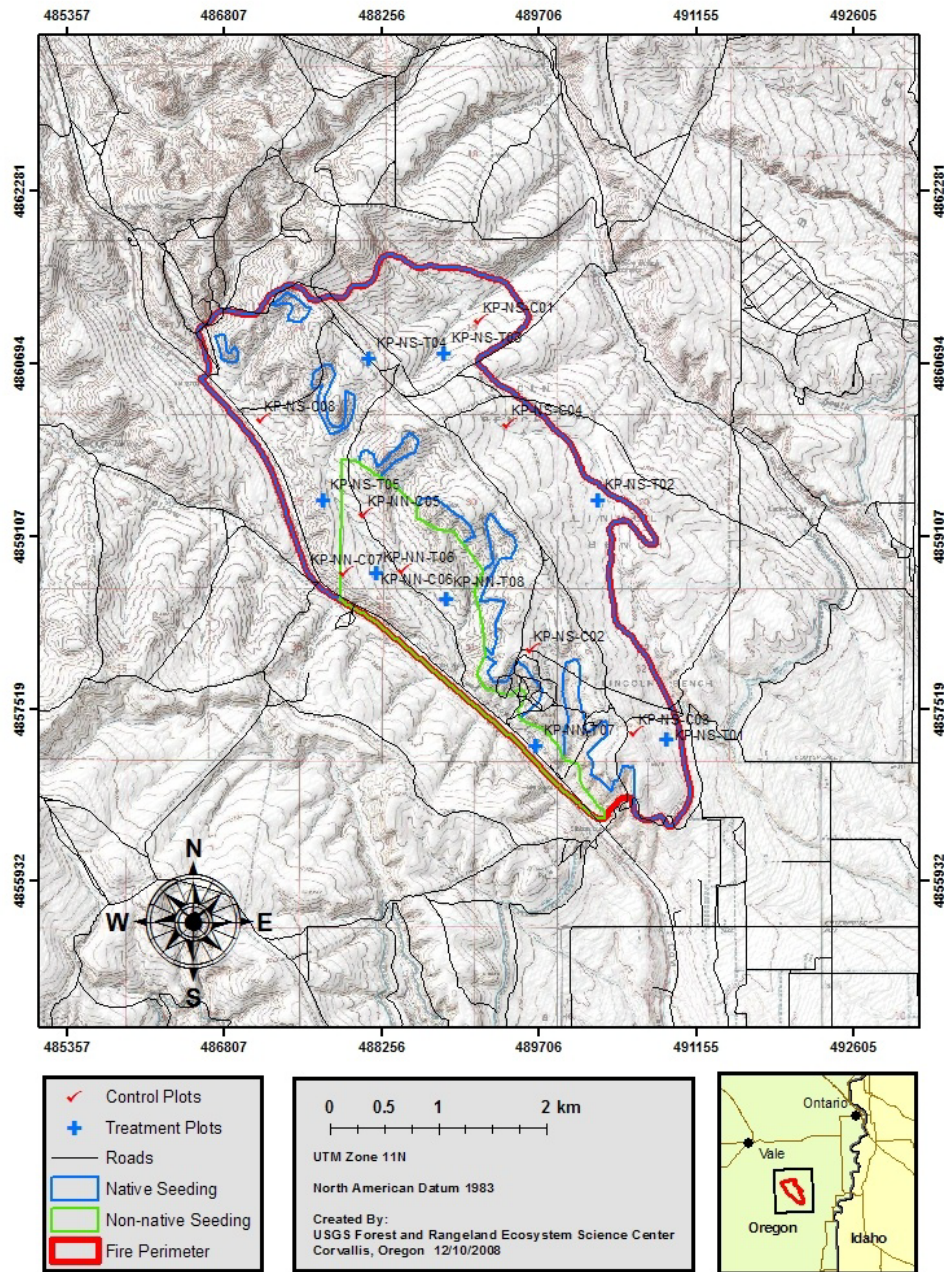 485357 486807 488256 489706 491155 492605
4862281 4862281
KP-NS-C01
KP-NS-T04 KP-NS-T03
4860694 4860694
KP-NS-C08 KP-NS-C04
KP-NS-T05 KP-NS-T02
KP-NN-C05
4859107 4859107
KP-NN-C07 KP-NN-T06
KP-NN-C06 KP-NN-T08
KP-NS-C02
LINCOLN BENCH
4857519 4857519
KP-NS-C03
KP-NN-T07 KP-NS-T01
4855932 4855932
N
W E
S
485357 486807 488256 489706 491155 492605
Control Plots
Treatment Plots
Roads
Native Seeding
Non-native Seeding
Fire Perimeter
0 0.5 1 2 km
UTM Zone 11N
North American Datum 1983
Created By:
USGS Forest and Rangeland Ecosystem Science Center
Corvallis, Oregon 12/10/2008
Ontario
Vale
Oregon Idaho